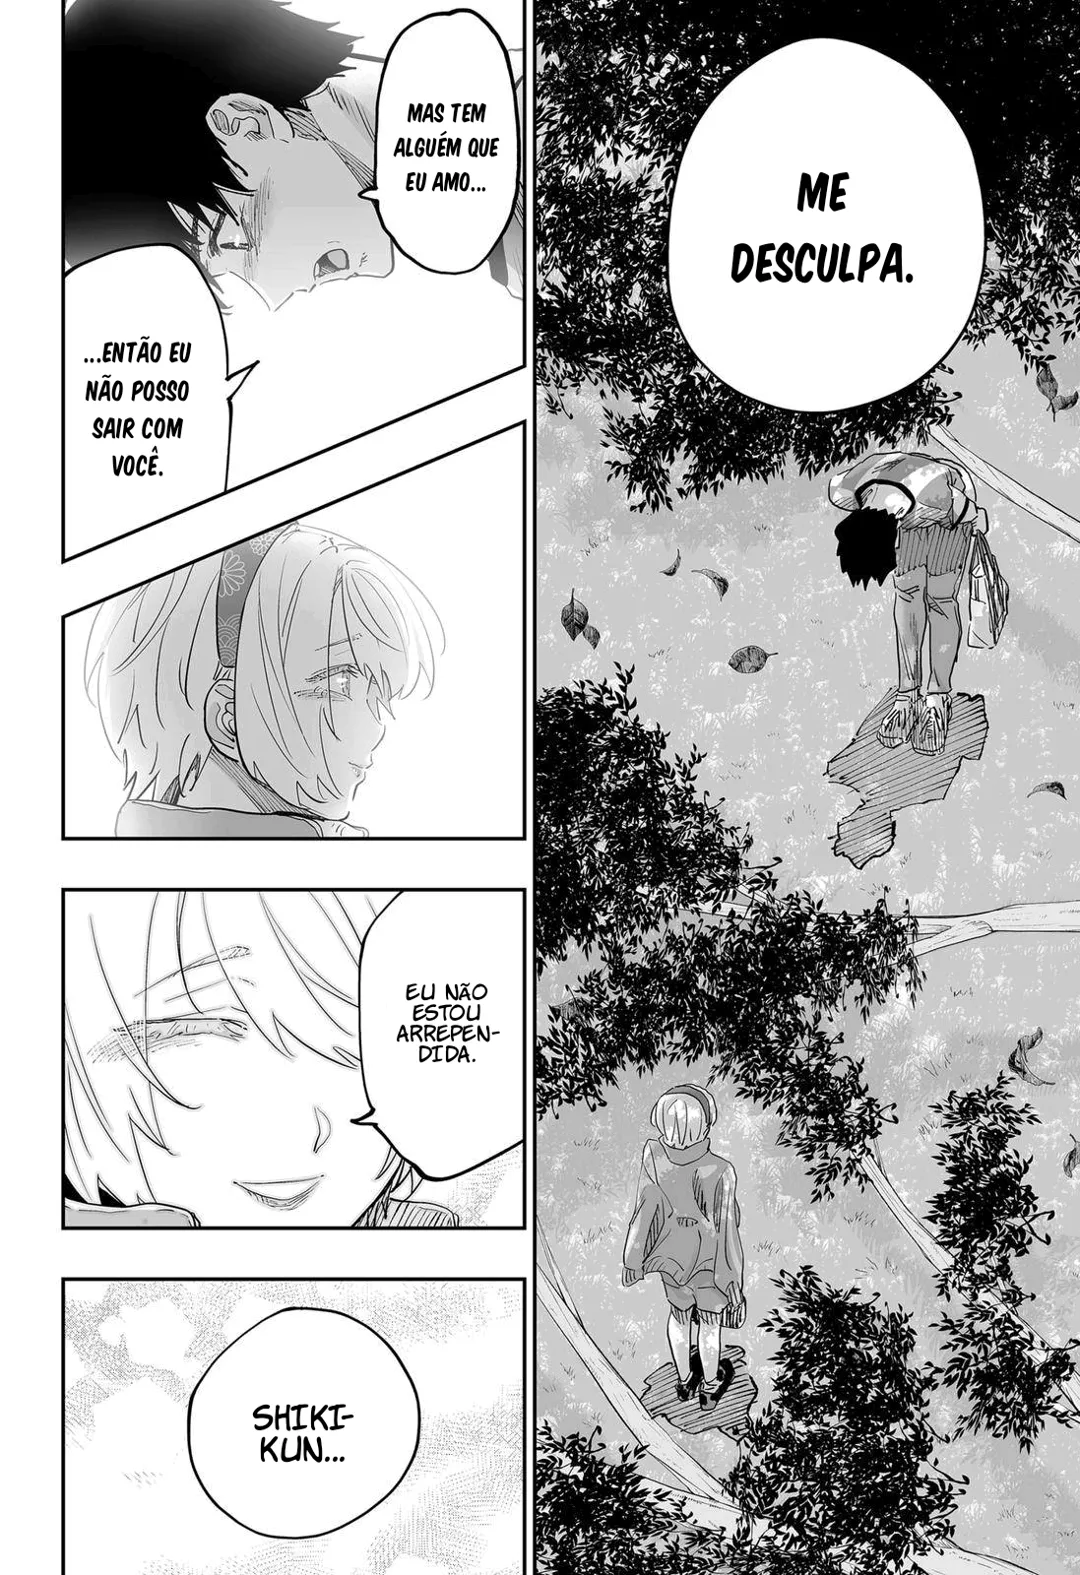 ME
DESCULPA.
MAS TEM
ALGUÉM QUE
EU AMO...
...ENTÃO EU
NÃO POSSO
SAIR COM
VOCÊ.
EU NÃO
ESTOU
ARREPEN-
DIDA.
SHIKI-
KUN...